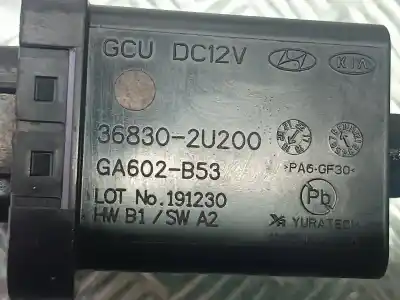 GCU DC12V
KIA
36830-2U200
GA602-B53
>PA6-GF30<
LOT No.191230
Pb
HW B1 / SW A2
YURATECH